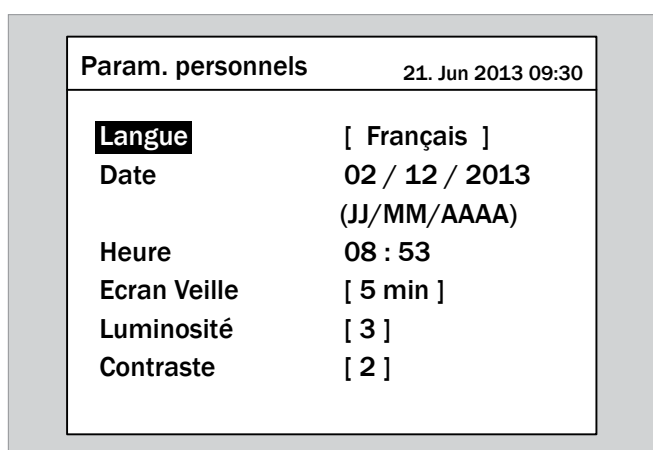 Param. personnels 21. Jun 2013 09:30
Langue [ Français ]
Date 02 / 12 / 2013
(JJ/MM/AAAA)
Heure 08 : 53
Ecran Veille [ 5 min ]
Luminosité [ 3 ]
Contraste [ 2 ]